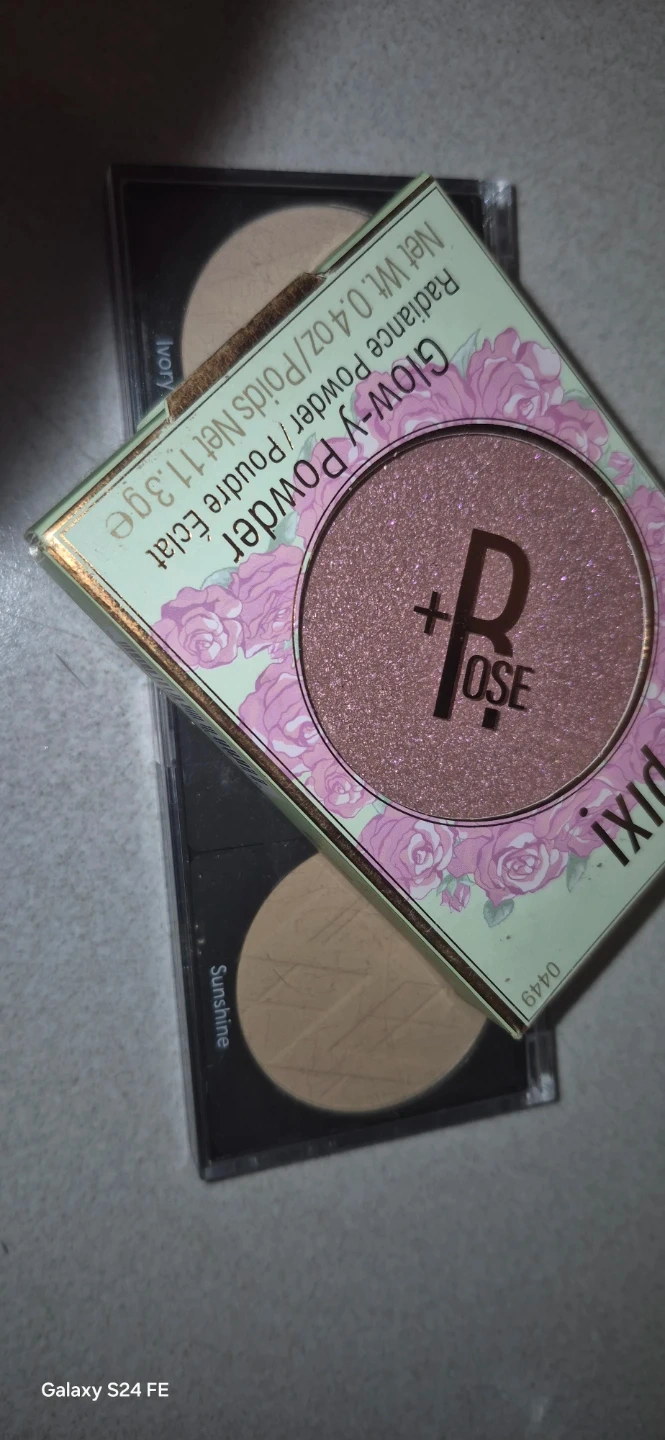 PIXI
+ROSE
Glow-y Powder
Radiance Powder / Poudre Éclat
Net Wt. 0.4 oz/Poids Net 11.3g e
0449
Ivory
Sunshine
Galaxy S24 FE